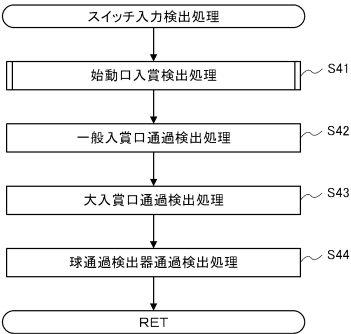 スイッチ入力検出処理
始動口入賞検出処理 S41
一般入賞口通過検出処理 S42
大入賞口通過検出処理 S43
球通過検出器通過検出処理 S44
RET